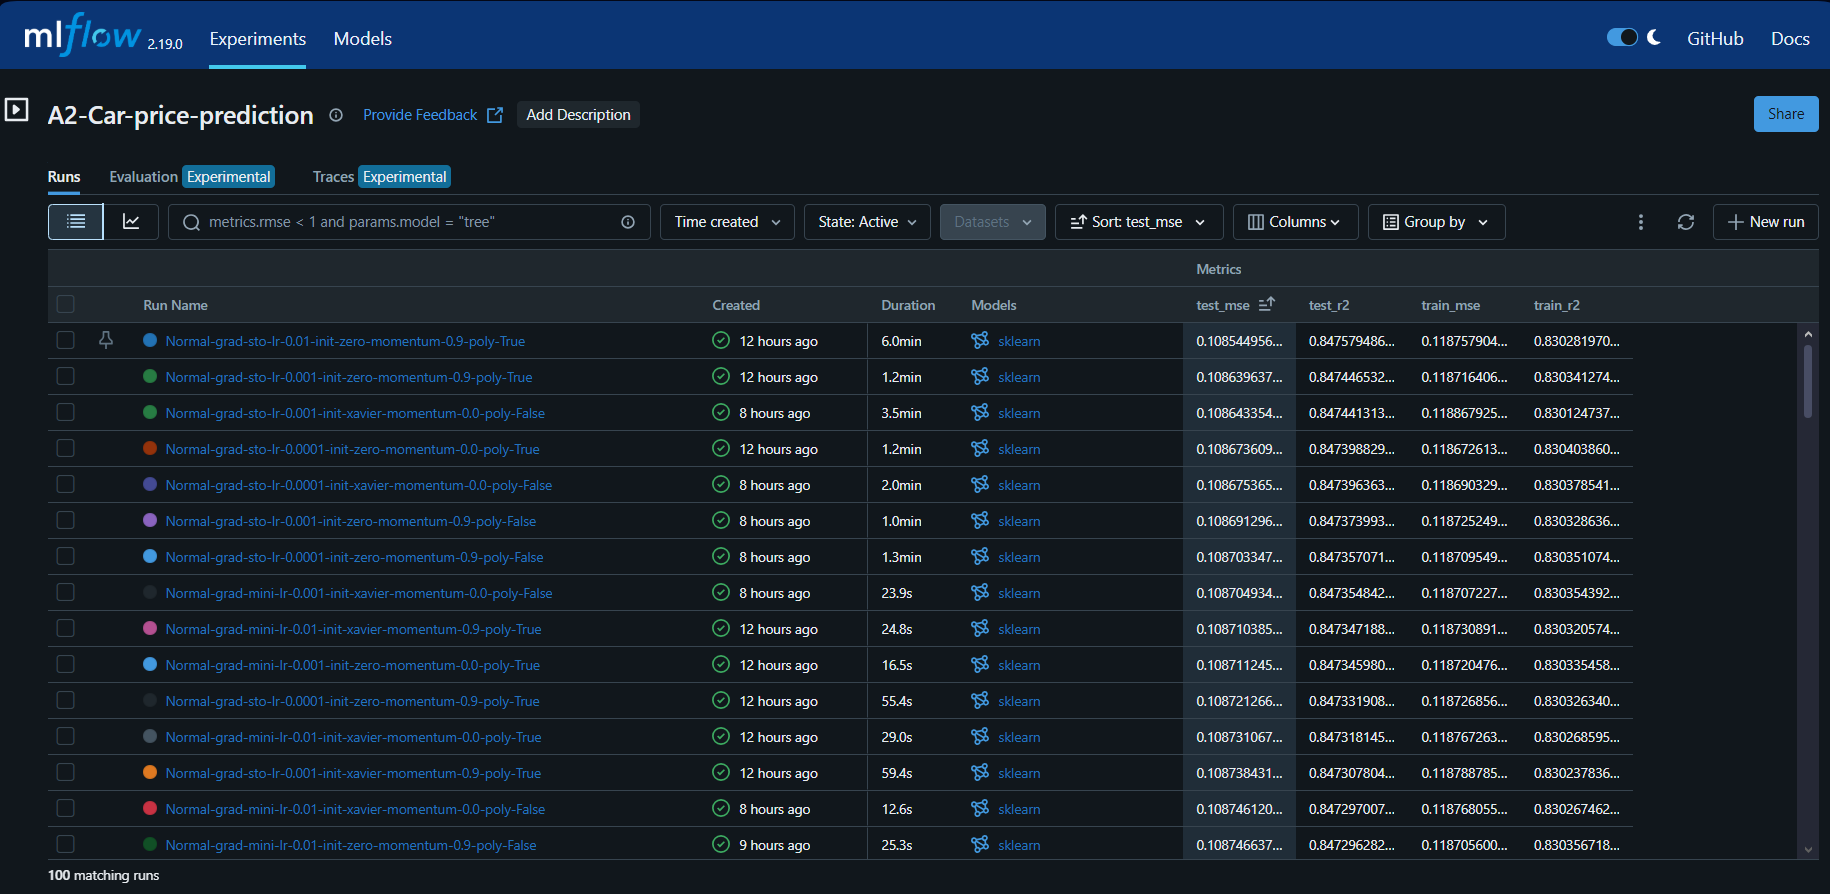 mlflow 2.19.0 Experiments Models GitHub Docs
A2-Car-price-prediction Provide Feedback Add Description Share
Runs Evaluation Experimental Traces Experimental
metrics.rmse < 1 and params.model = "tree" Time created State: Active Datasets Sort: test_mse Columns Group by New run
Metrics
Run Name Created Duration Models test_mse test_r2 train_mse train_r2
Normal-grad-sto-lr-0.01-init-zero-momentum-0.9-poly-True 12 hours ago 6.0min sklearn 0.108544956... 0.847579486... 0.118757904... 0.830281970...
Normal-grad-sto-lr-0.001-init-zero-momentum-0.9-poly-True 12 hours ago 1.2min sklearn 0.108639637... 0.847446532... 0.118716406... 0.830341274...
Normal-grad-sto-lr-0.001-init-xavier-momentum-0.0-poly-False 8 hours ago 3.5min sklearn 0.108643354... 0.847441313... 0.118867925... 0.830124737...
Normal-grad-sto-lr-0.0001-init-zero-momentum-0.0-poly-True 12 hours ago 1.2min sklearn 0.108673609... 0.847398829... 0.118672613... 0.830403860...
Normal-grad-sto-lr-0.0001-init-xavier-momentum-0.0-poly-False 8 hours ago 2.0min sklearn 0.108675365... 0.847396363... 0.118690329... 0.830378541...
Normal-grad-sto-lr-0.001-init-zero-momentum-0.9-poly-False 8 hours ago 1.0min sklearn 0.108691296... 0.847373993... 0.118725249... 0.830328636...
Normal-grad-sto-lr-0.0001-init-zero-momentum-0.9-poly-False 8 hours ago 1.3min sklearn 0.108703347... 0.847357071... 0.118709549... 0.830351074...
Normal-grad-mini-lr-0.001-init-xavier-momentum-0.0-poly-False 8 hours ago 23.9s sklearn 0.108704934... 0.847354842... 0.118707227... 0.830354392...
Normal-grad-mini-lr-0.01-init-xavier-momentum-0.9-poly-True 12 hours ago 24.8s sklearn 0.108710385... 0.847347188... 0.118730891... 0.830320574...
Normal-grad-mini-lr-0.001-init-zero-momentum-0.0-poly-True 12 hours ago 16.5s sklearn 0.108711245... 0.847345980... 0.118720476... 0.830335458...
Normal-grad-sto-lr-0.0001-init-zero-momentum-0.9-poly-True 12 hours ago 55.4s sklearn 0.108721266... 0.847331908... 0.118726856... 0.830326340...
Normal-grad-mini-lr-0.01-init-xavier-momentum-0.0-poly-True 12 hours ago 29.0s sklearn 0.108731067... 0.847318145... 0.118767263... 0.830268595...
Normal-grad-sto-lr-0.001-init-xavier-momentum-0.9-poly-True 12 hours ago 59.4s sklearn 0.108738431... 0.847307804... 0.118788785... 0.830237836...
Normal-grad-mini-lr-0.01-init-xavier-momentum-0.0-poly-False 8 hours ago 12.6s sklearn 0.108746120... 0.847297007... 0.118768055... 0.830267462...
Normal-grad-mini-lr-0.01-init-zero-momentum-0.9-poly-False 9 hours ago 25.3s sklearn 0.108746637... 0.847296282... 0.118705600... 0.830356718...
100 matching runs